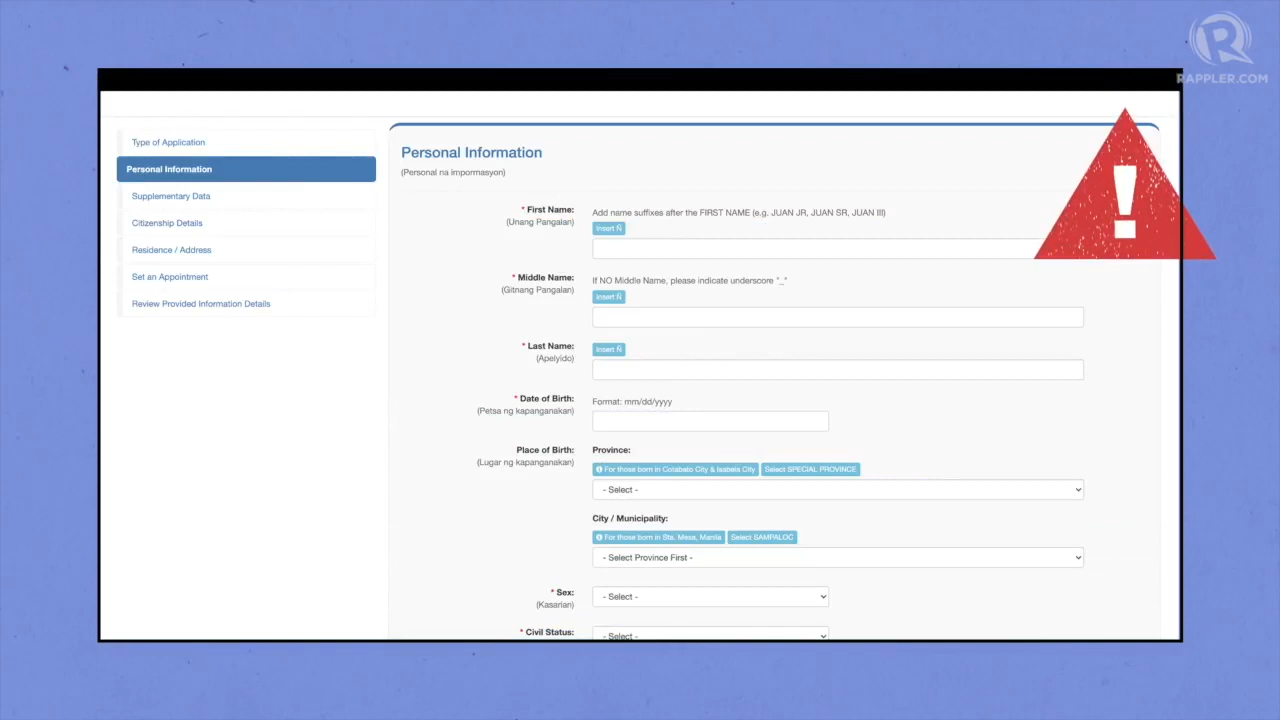 RAPPLER.COM
Type of Application
Personal Information
Supplementary Data
Citizenship Details
Residence / Address
Set an Appointment
Review Provided Information Details
Personal Information
(Personal na impormasyon)
* First Name:
(Unang Pangalan)
Add name suffixes after the FIRST NAME (e.g. JUAN JR, JUAN SR, JUAN III)
Insert Ñ
* Middle Name:
(Gitnang Pangalan)
If NO Middle Name, please indicate underscore "_"
Insert Ñ
* Last Name:
(Apelyido)
Insert Ñ
* Date of Birth:
(Petsa ng kapanganakan)
Format: mm/dd/yyyy
Place of Birth:
(Lugar ng kapanganakan)
Province:
For those born in Cotabato City & Isabela City Select SPECIAL PROVINCE
- Select -
City / Municipality:
For those born in Sta. Mesa, Manila Select SAMPALOC
- Select Province First -
* Sex:
(Kasarian)
- Select -
* Civil Status:
- Select -